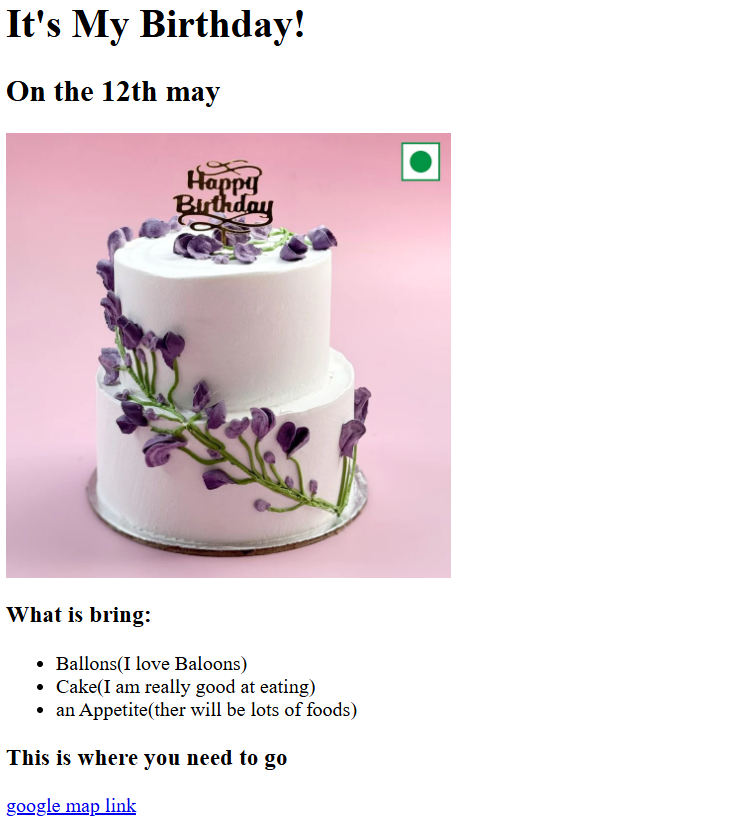 It's My Birthday!
On the 12th may
Happy
Birthday
What is bring:
Ballons(I love Baloons)
Cake(I am really good at eating)
an Appetite(ther will be lots of foods)
This is where you need to go
google map link